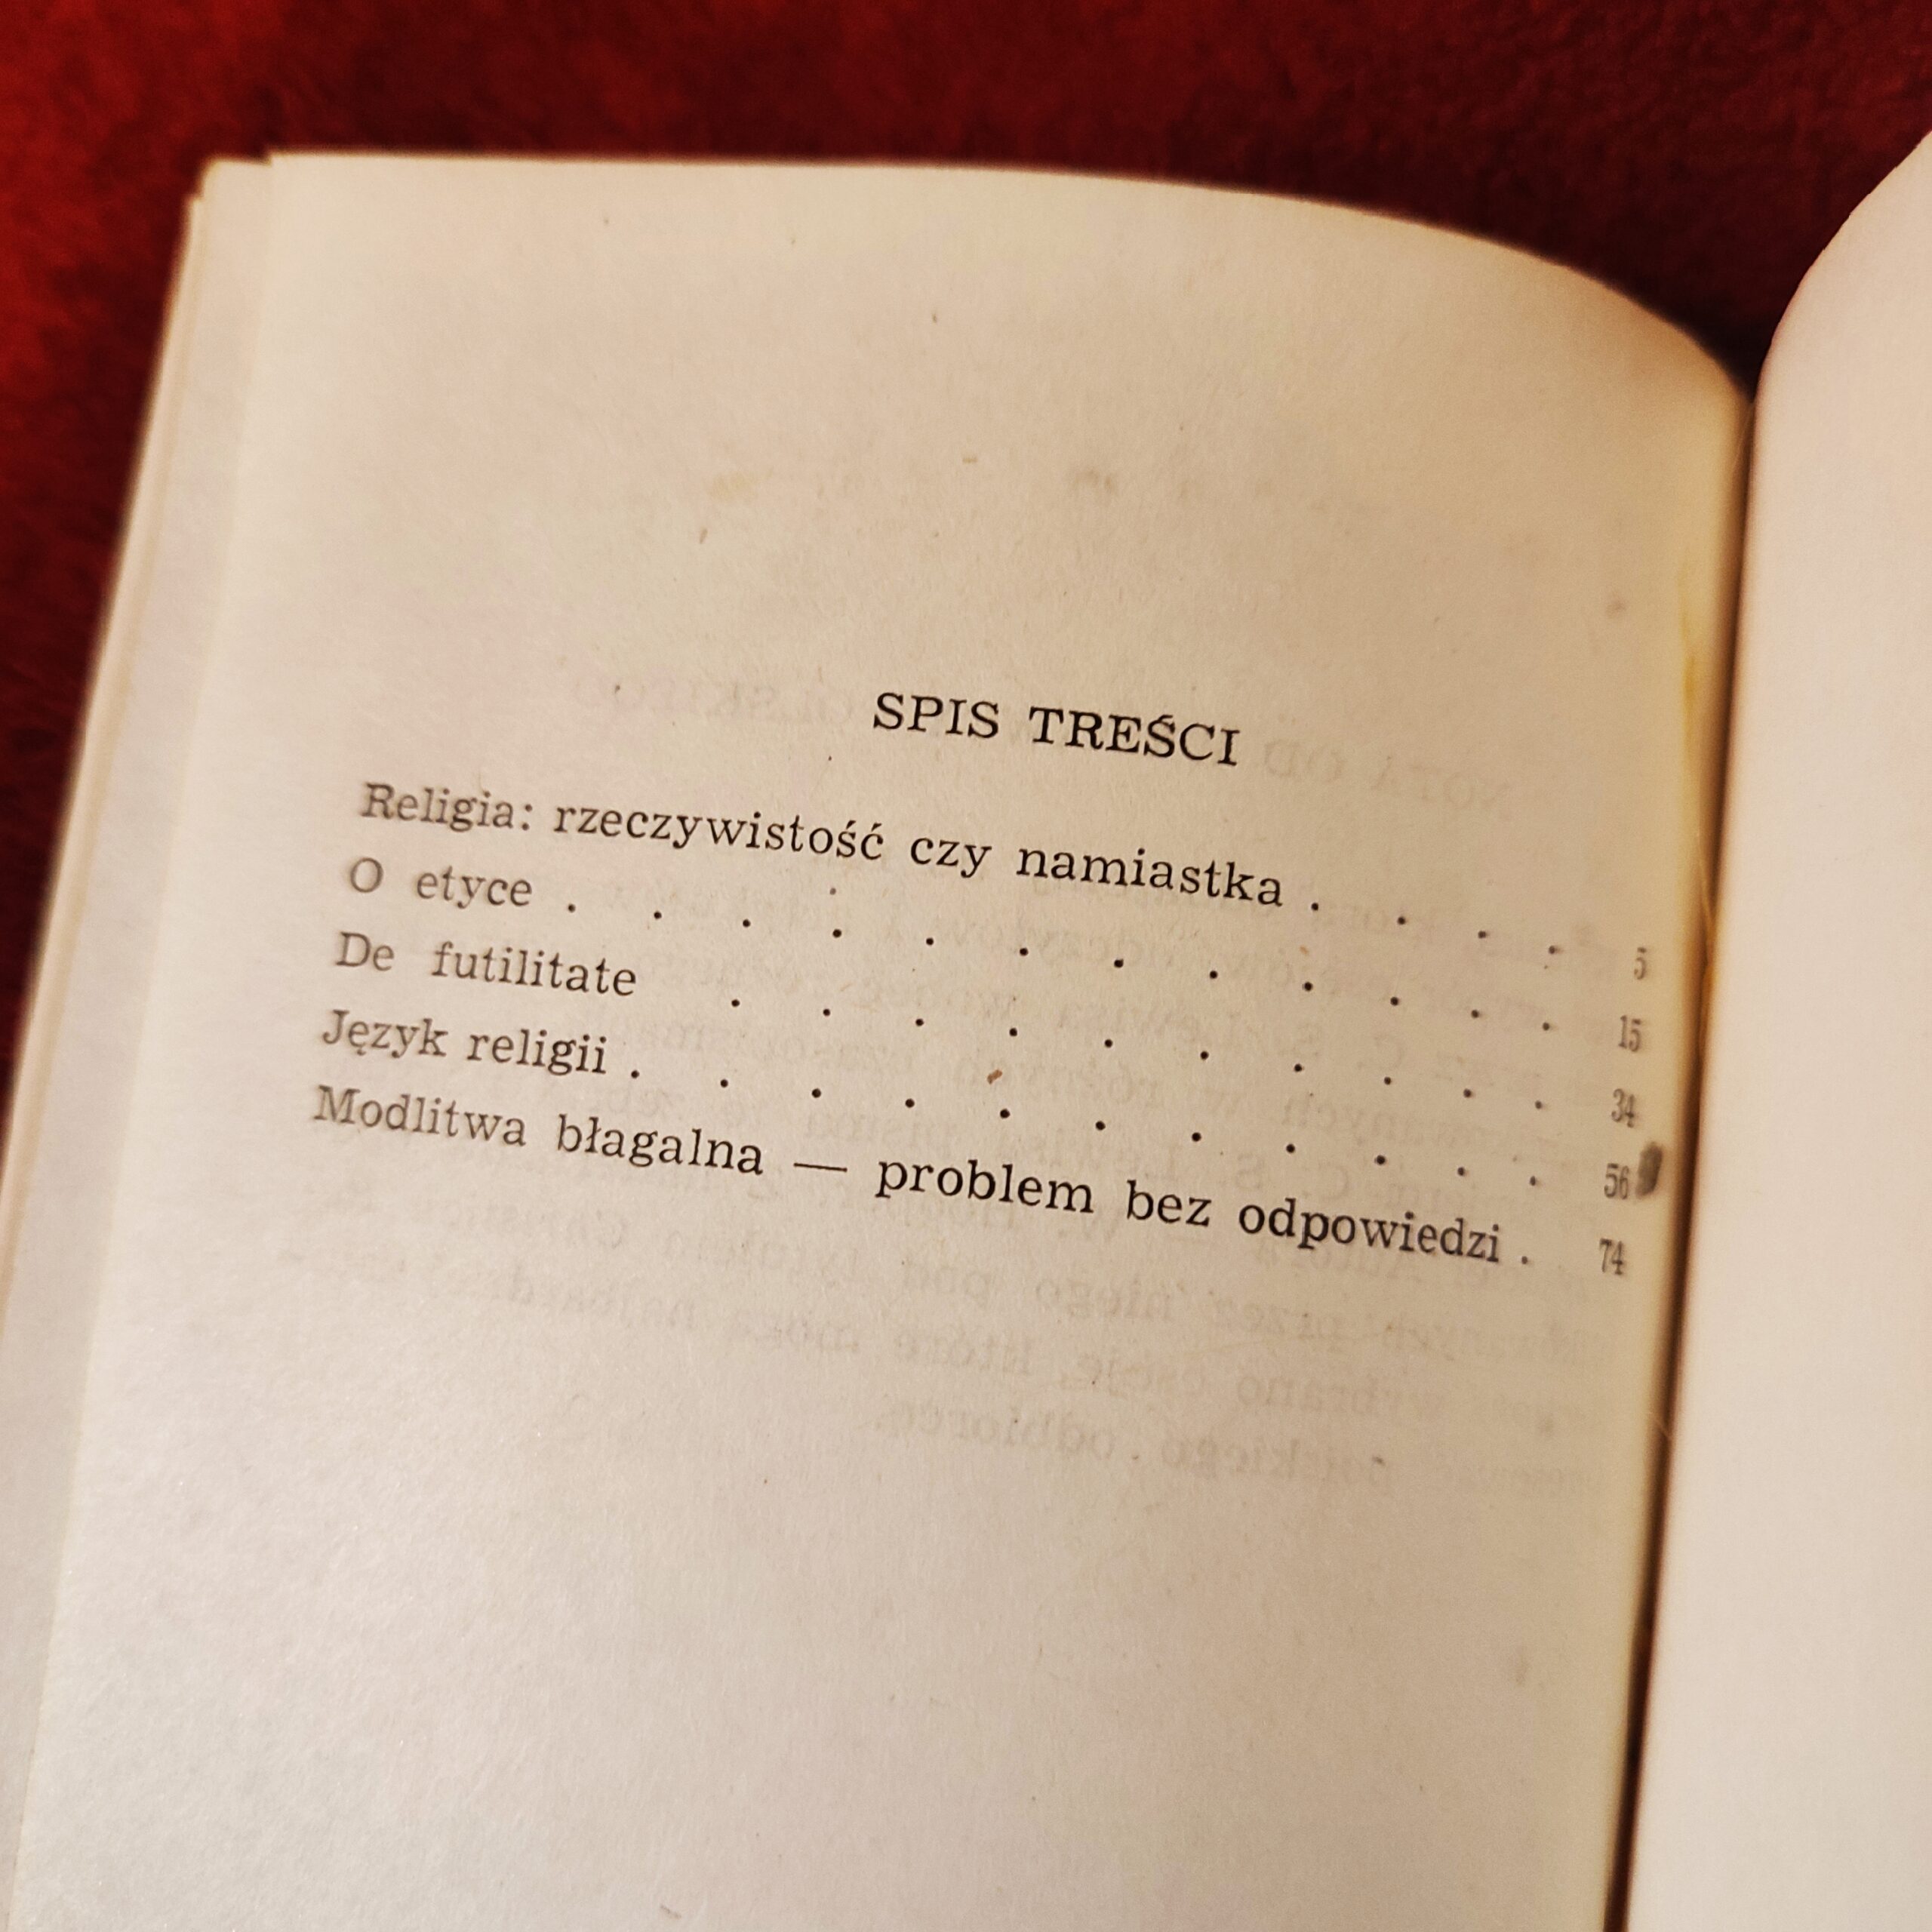 SPIS TREŚCI
Religia: rzeczywistość czy namiastka . . . . 5
O etyce . . . . . . . . . . . . 15
De futilitate . . . . . . . . . . 34
Język religii . . . . . . . . . . . 56
Modlitwa błagalna — problem bez odpowiedzi . 74